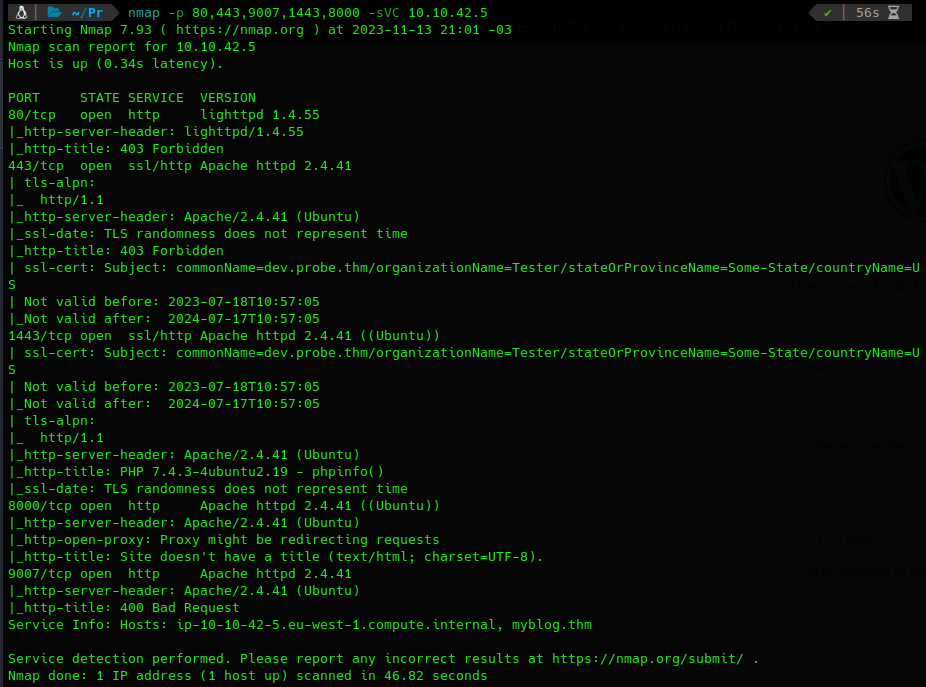 ~/Pr nmap -p 80,443,9007,1443,8000 -sVC 10.10.42.5 ✔ 56s
Starting Nmap 7.93 ( https://nmap.org ) at 2023-11-13 21:01 -03
Nmap scan report for 10.10.42.5
Host is up (0.34s latency).
PORT     STATE SERVICE  VERSION
80/tcp   open  http     lighttpd 1.4.55
|_http-server-header: lighttpd/1.4.55
|_http-title: 403 Forbidden
443/tcp  open  ssl/http Apache httpd 2.4.41
| tls-alpn:
|_  http/1.1
|_http-server-header: Apache/2.4.41 (Ubuntu)
|_ssl-date: TLS randomness does not represent time
|_http-title: 403 Forbidden
| ssl-cert: Subject: commonName=dev.probe.thm/organizationName=Tester/stateOrProvinceName=Some-State/countryName=U
S
| Not valid before: 2023-07-18T10:57:05
|_Not valid after:  2024-07-17T10:57:05
1443/tcp open  ssl/http Apache httpd 2.4.41 ((Ubuntu))
| ssl-cert: Subject: commonName=dev.probe.thm/organizationName=Tester/stateOrProvinceName=Some-State/countryName=U
S
| Not valid before: 2023-07-18T10:57:05
|_Not valid after:  2024-07-17T10:57:05
| tls-alpn:
|_  http/1.1
|_http-server-header: Apache/2.4.41 (Ubuntu)
|_http-title: PHP 7.4.3-4ubuntu2.19 - phpinfo()
|_ssl-date: TLS randomness does not represent time
8000/tcp open  http     Apache httpd 2.4.41 ((Ubuntu))
|_http-server-header: Apache/2.4.41 (Ubuntu)
|_http-open-proxy: Proxy might be redirecting requests
|_http-title: Site doesn't have a title (text/html; charset=UTF-8).
9007/tcp open  http     Apache httpd 2.4.41
|_http-server-header: Apache/2.4.41 (Ubuntu)
|_http-title: 400 Bad Request
Service Info: Hosts: ip-10-10-42-5.eu-west-1.compute.internal, myblog.thm
Service detection performed. Please report any incorrect results at https://nmap.org/submit/ .
Nmap done: 1 IP address (1 host up) scanned in 46.82 seconds